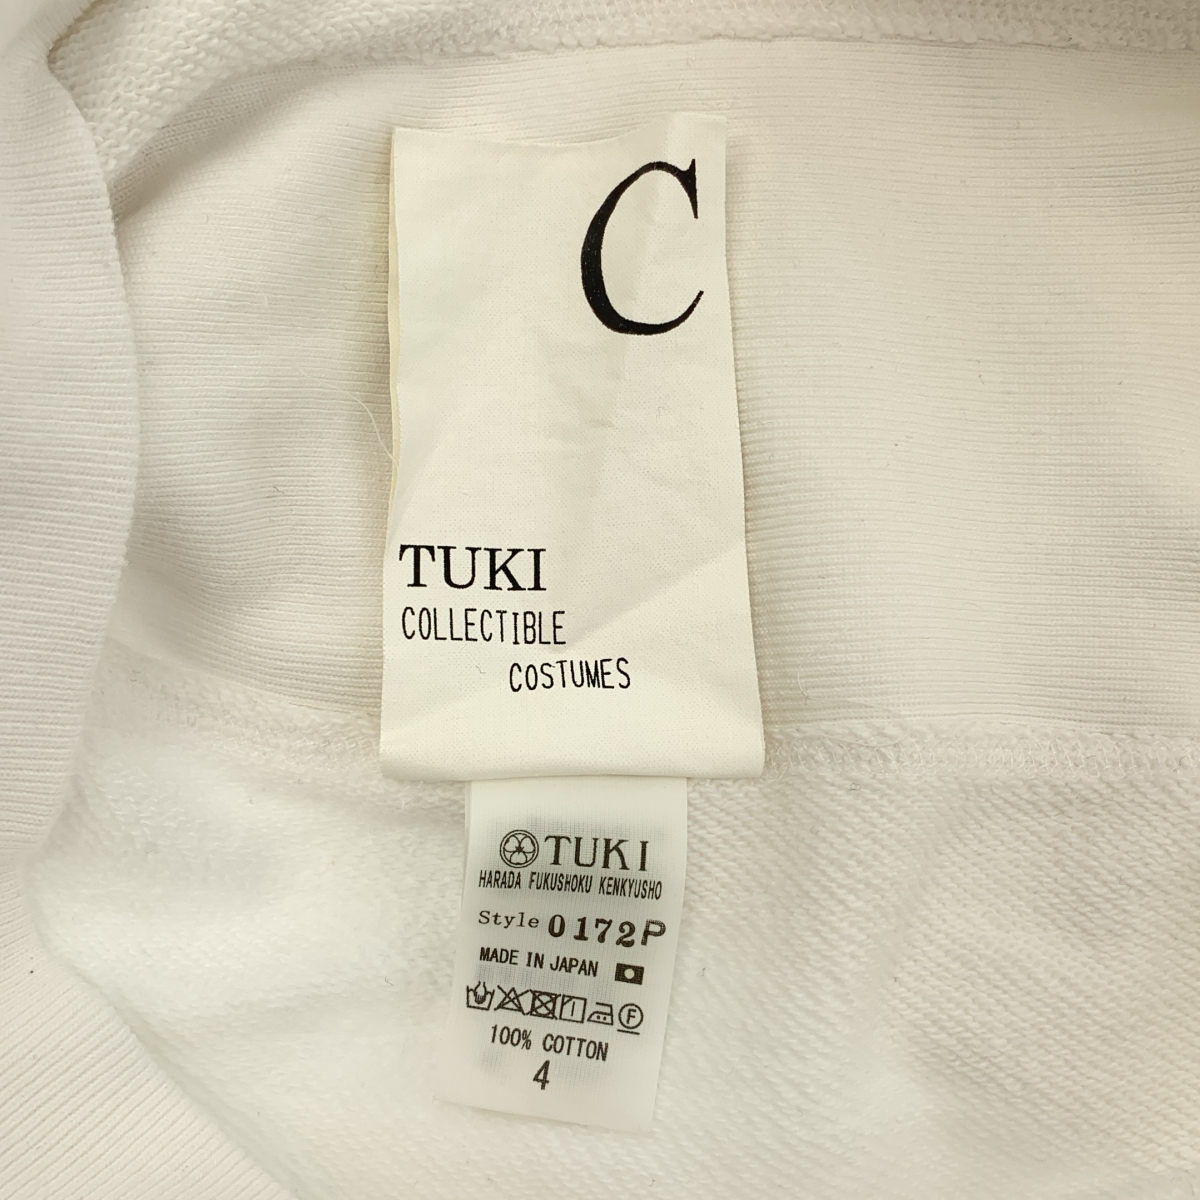 C
TUKI
COLLECTIBLE
COSTUMES
TUKI
HARADA FUKUSHOKU KENKYUSHO
Style 0172P
MADE IN JAPAN
F
100% COTTON
4